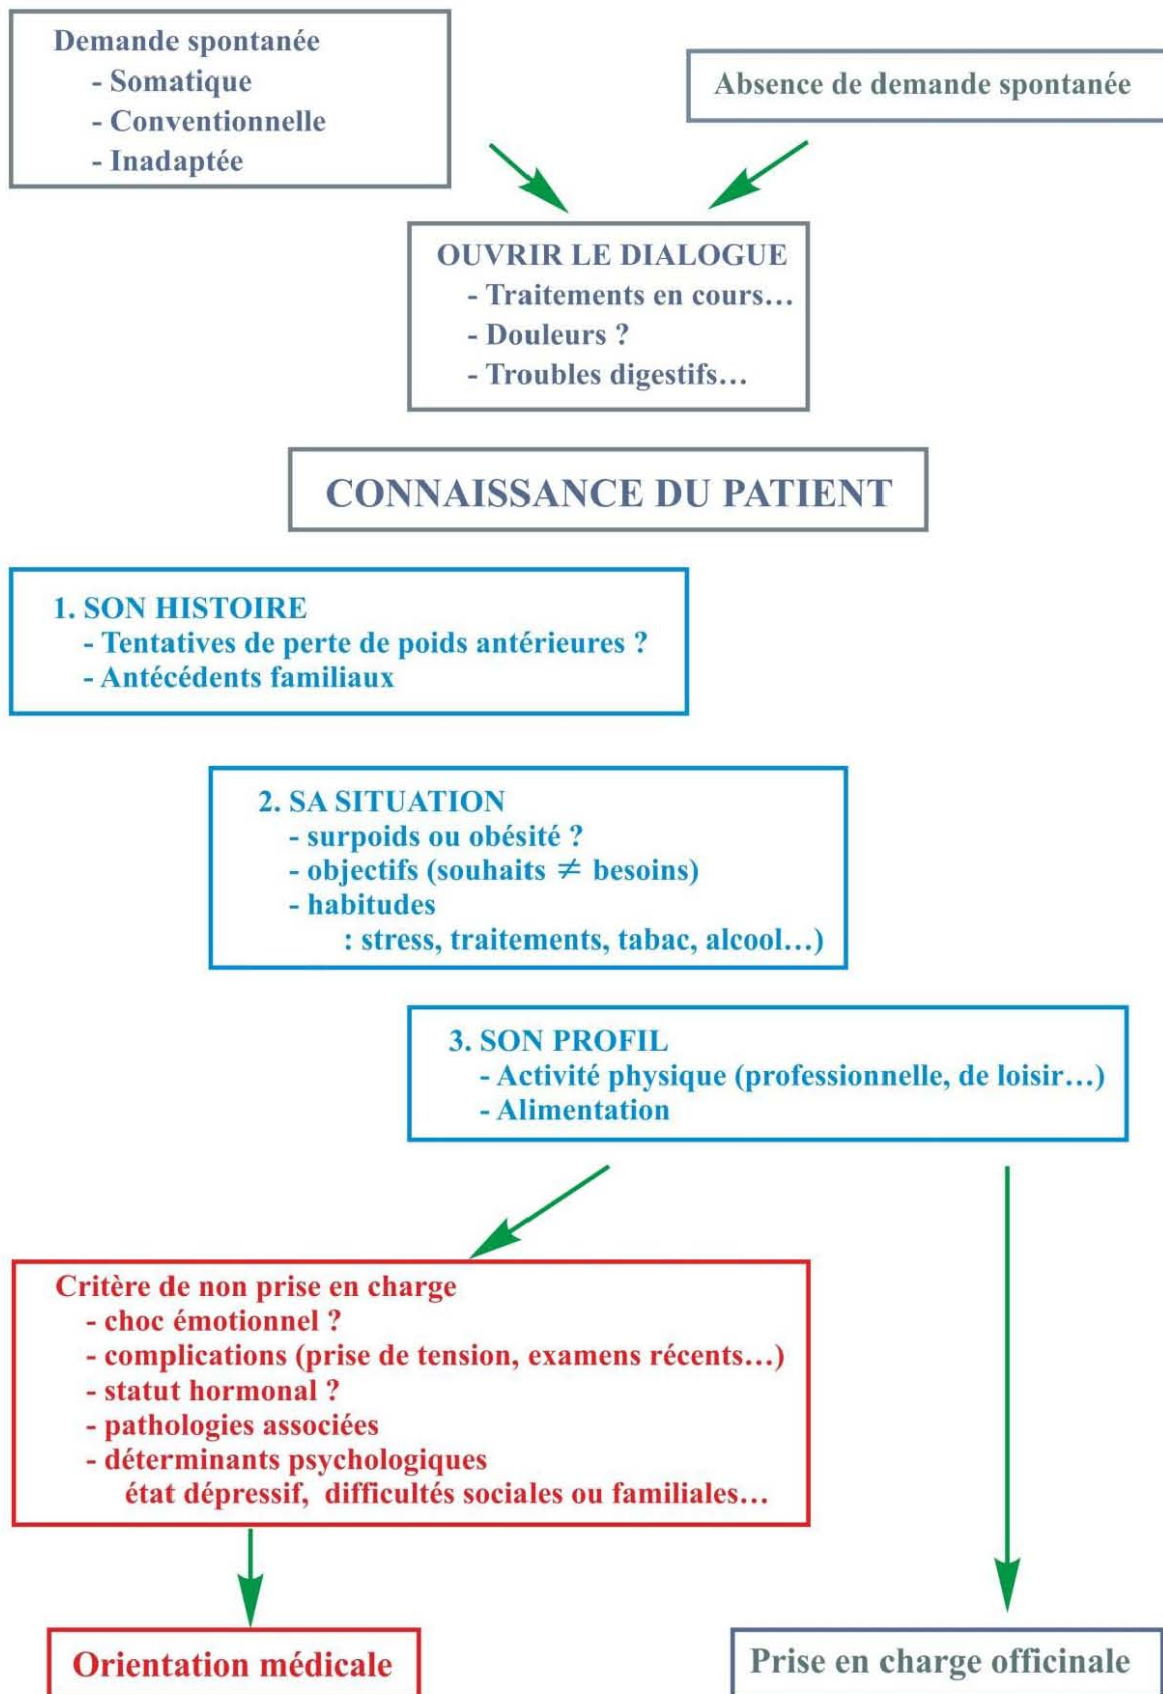 Demande spontanée
- Somatique
- Conventionnelle
- Inadaptée
Absence de demande spontanée
OUVRIR LE DIALOGUE
- Traitements en cours…
- Douleurs ?
- Troubles digestifs…
CONNAISSANCE DU PATIENT
1. SON HISTOIRE
- Tentatives de perte de poids antérieures ?
- Antécédents familiaux
2. SA SITUATION
- surpoids ou obésité ?
- objectifs (souhaits ≠ besoins)
- habitudes
: stress, traitements, tabac, alcool…)
3. SON PROFIL
- Activité physique (professionnelle, de loisir…)
- Alimentation
Critère de non prise en charge
- choc émotionnel ?
- complications (prise de tension, examens récents…)
- statut hormonal ?
- pathologies associées
- déterminants psychologiques
état dépressif, difficultés sociales ou familiales…
Orientation médicale
Prise en charge officinale